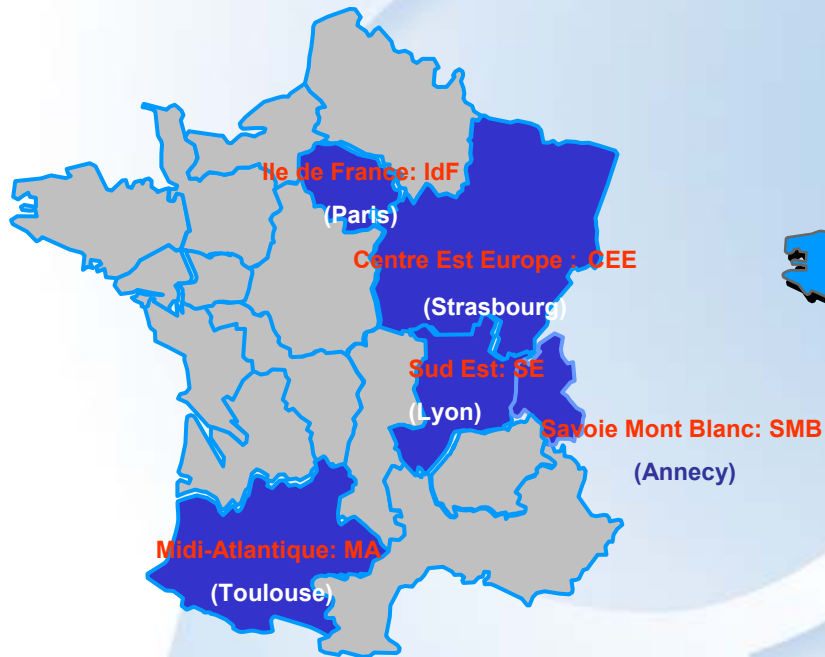 Ile de France: IdF
(Paris)
Centre Est Europe : CEE
(Strasbourg)
Sud Est: SE
(Lyon)
Savoie Mont Blanc: SMB
(Annecy)
Midi-Atlantique: MA
(Toulouse)